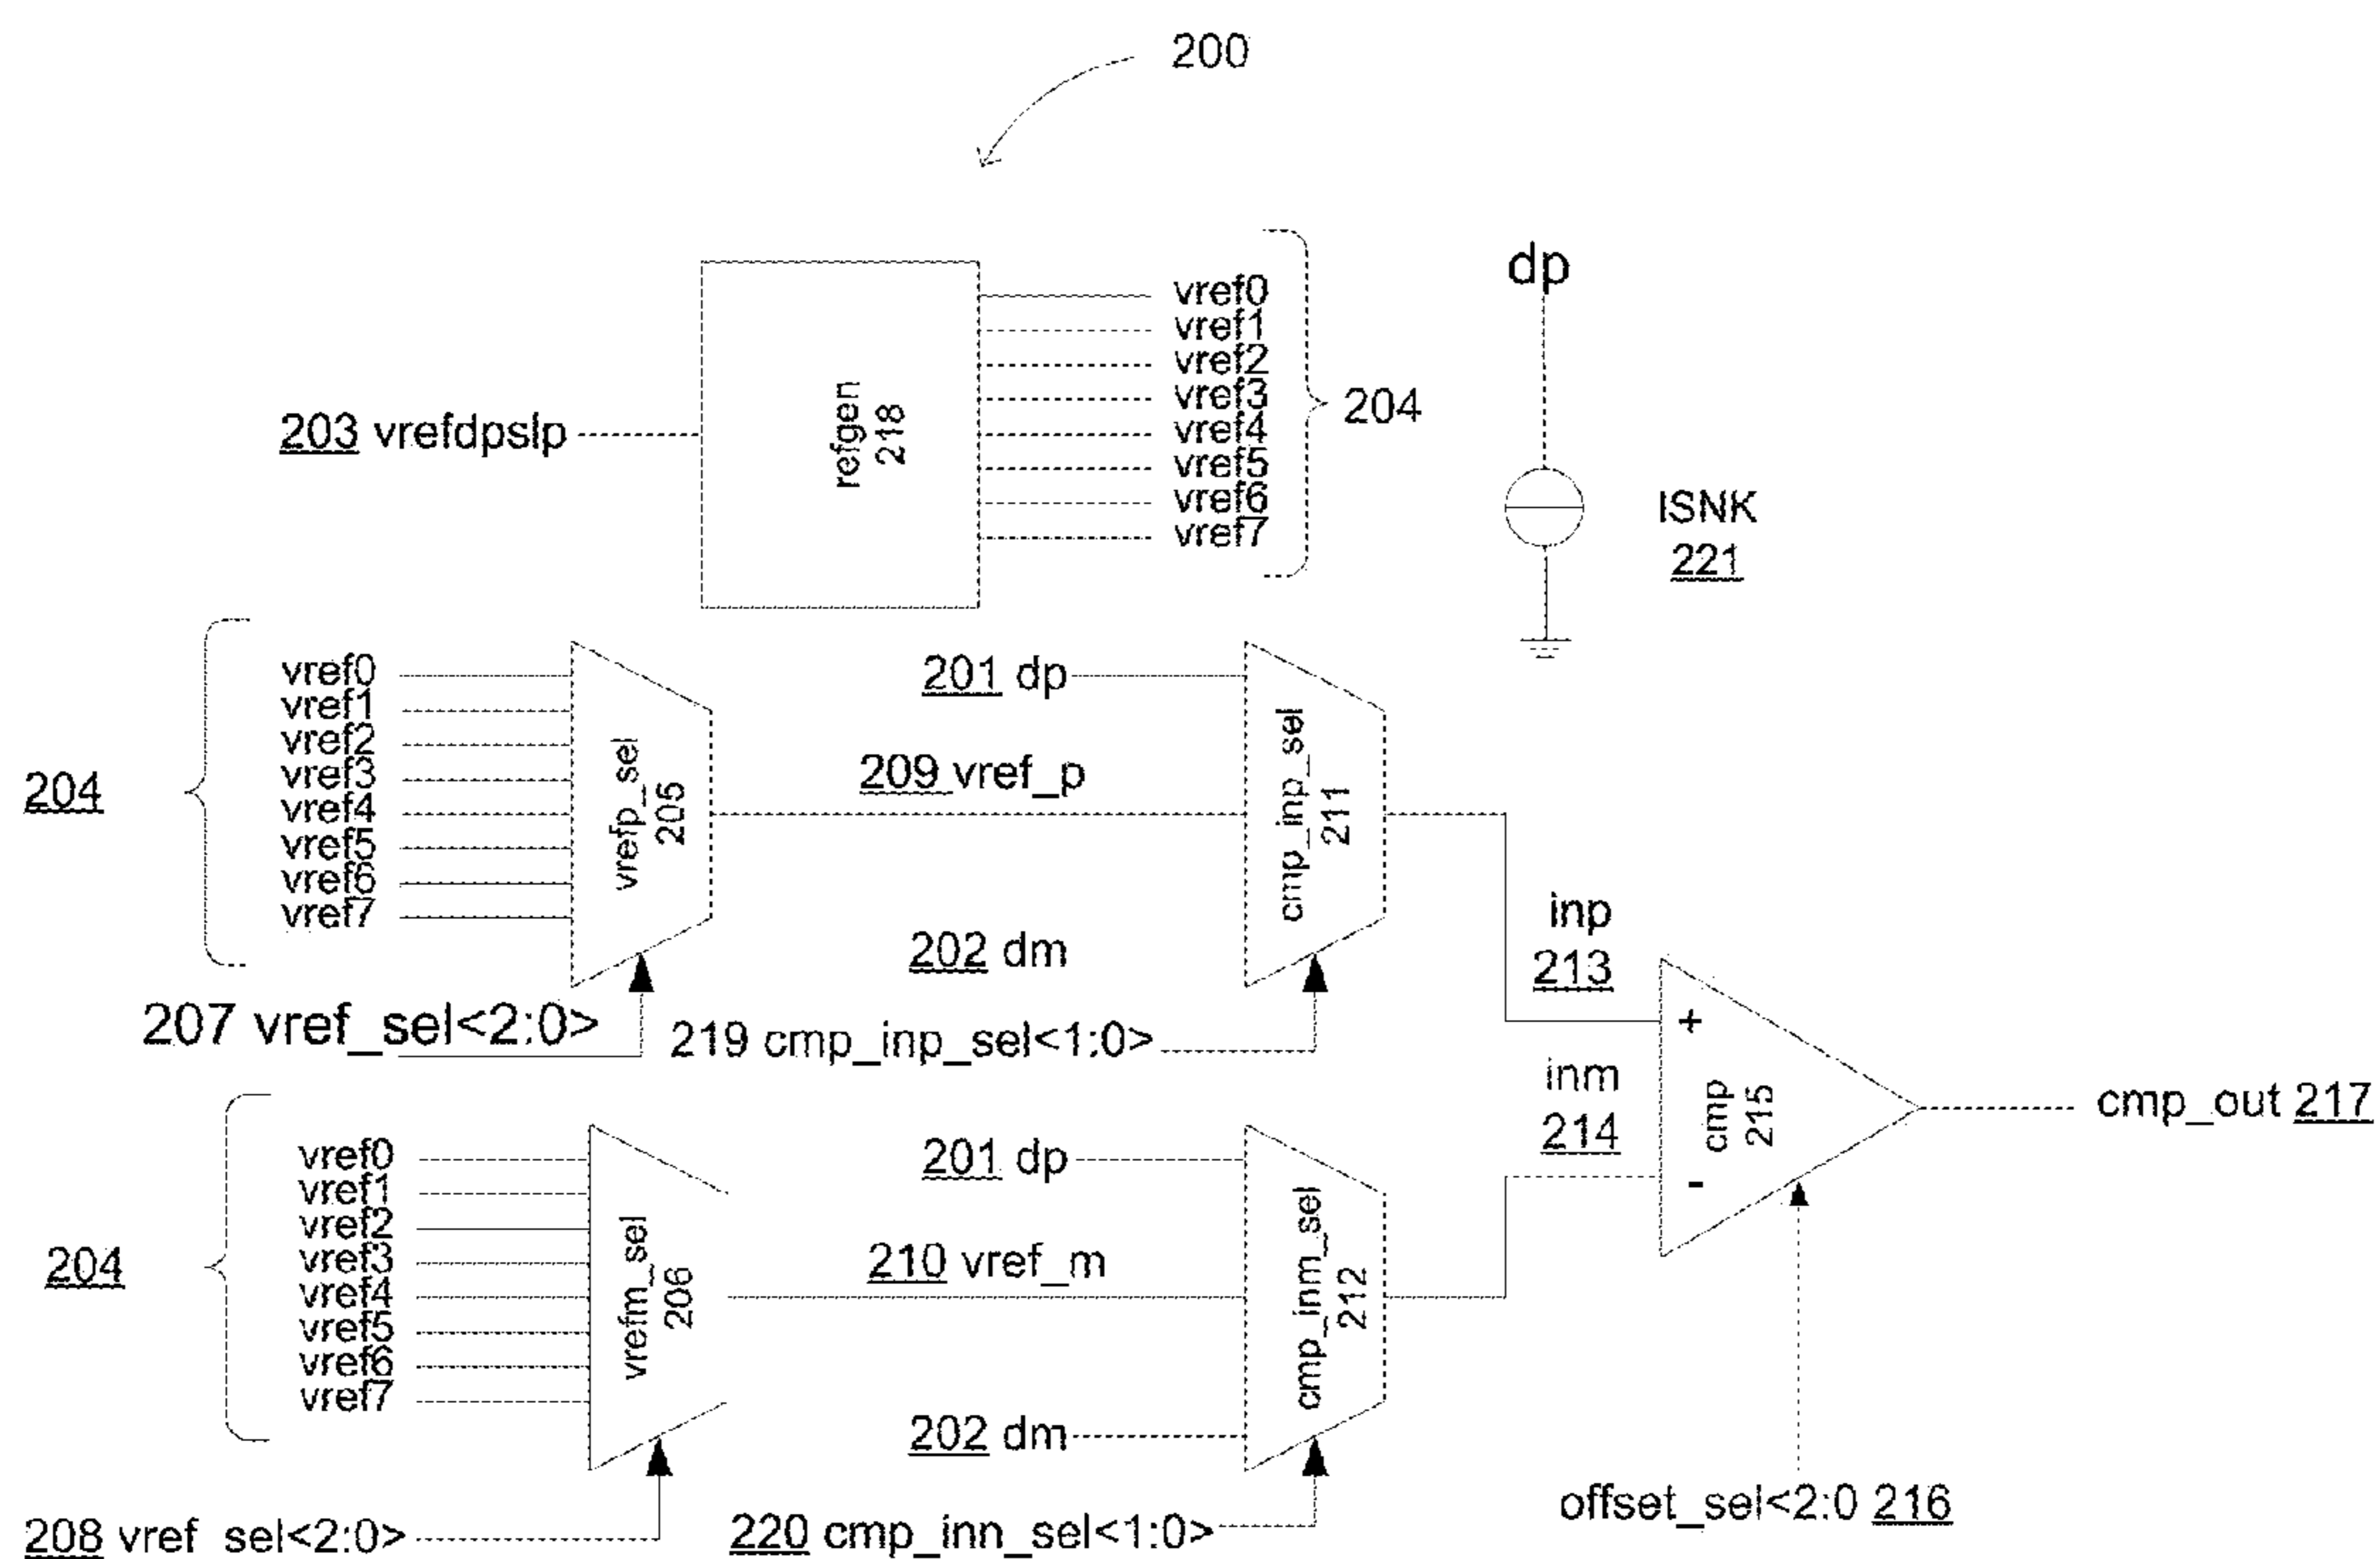 200
dp
vref0
vref1
vref2
vref3
vref4
vref5
vref6
vref7
204
203 vrefdpslp
refgen
218
ISNK
221
vref0
vref1
vref2
vref3
vref4
vref5
vref6
vref7
204
vrefp_sel
205
201 dp
209 vref_p
202 dm
cmp_inp_sel
211
207 vref_sel<2:0>
219 cmp_inp_sel<1:0>
inp
213
inm
214
+
-
cmp
215
cmp_out 217
vref0
vref1
vref2
vref3
vref4
vref5
vref6
vref7
204
vrefm_sel
206
201 dp
210 vref_m
202 dm
cmp_inm_sel
212
offset_sel<2:0 216
208 vref sel<2:0>
220 cmp_inn_sel<1:0>